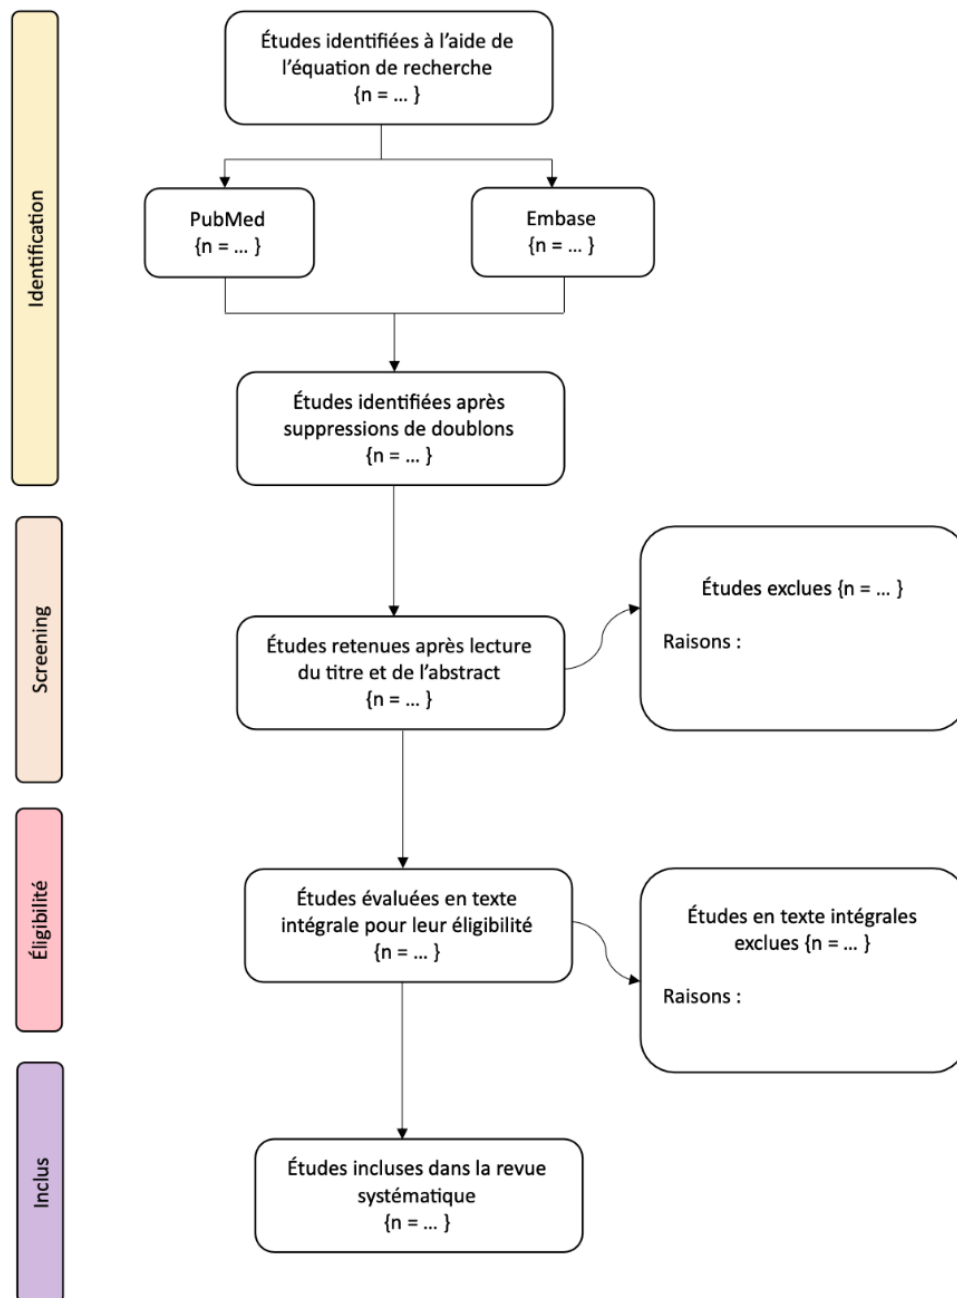 Études identifiées à l’aide de
l’équation de recherche
{n = ... }
PubMed
{n = ... }
Embase
{n = ... }
Identification
Études identifiées après
suppressions de doublons
{n = ... }
Screening
Études exclues {n = ... }
Raisons :
Études retenues après lecture
du titre et de l’abstract
{n = ... }
Éligibilité
Études évaluées en texte
intégrale pour leur éligibilité
{n = ... }
Études en texte intégrales
exclues {n = ... }
Raisons :
Inclus
Études incluses dans la revue
systématique
{n = ... }